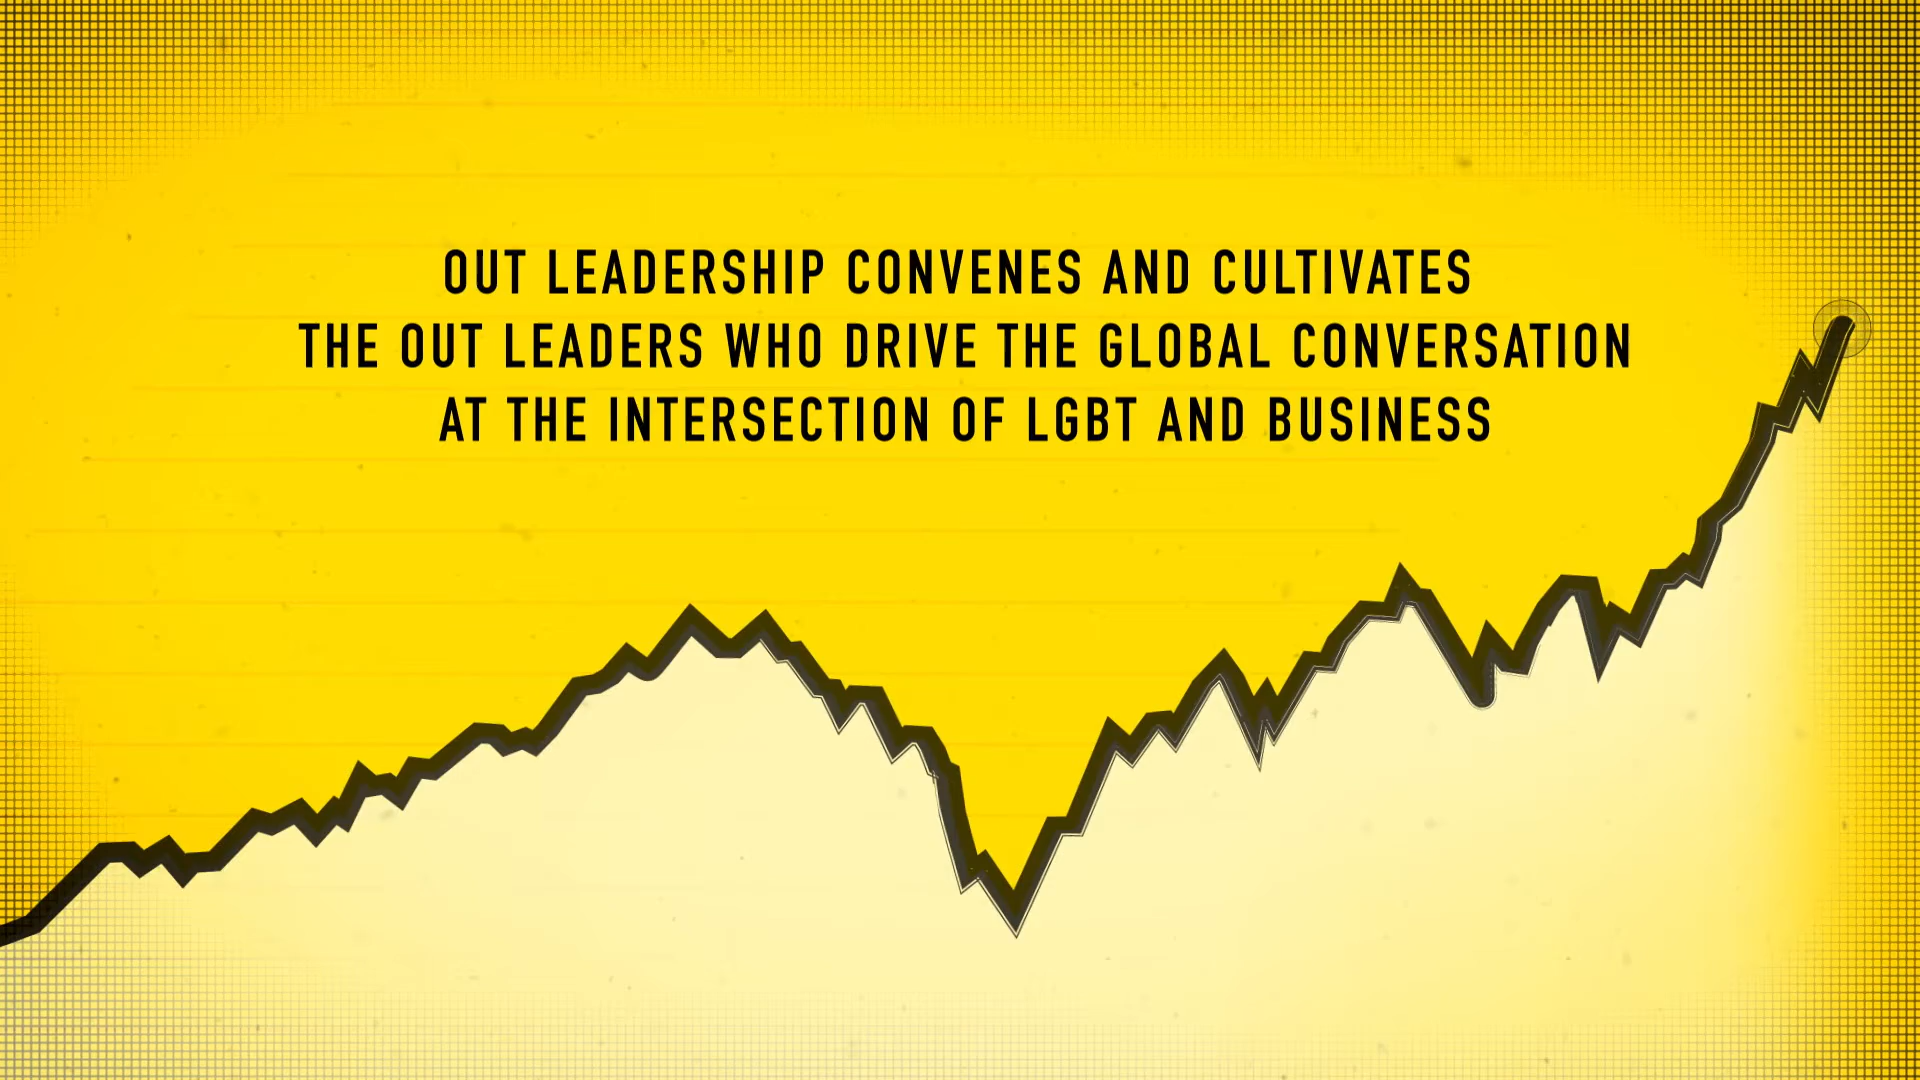 OUT LEADERSHIP CONVENES AND CULTIVATES
THE OUT LEADERS WHO DRIVE THE GLOBAL CONVERSATION
AT THE INTERSECTION OF LGBT AND BUSINESS